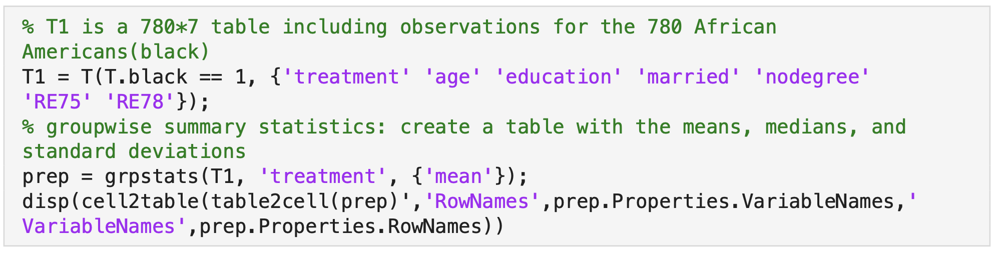 % T1 is a 780*7 table including observations for the 780 African
Americans(black)
T1 = T(T.black == 1, {'treatment' 'age' 'education' 'married' 'nodegree'
'RE75' 'RE78'});
% groupwise summary statistics: create a table with the means, medians, and
standard deviations
prep = grpstats(T1, 'treatment', {'mean'});
disp(cell2table(table2cell(prep)','RowNames',prep.Properties.VariableNames,'
VariableNames',prep.Properties.RowNames))